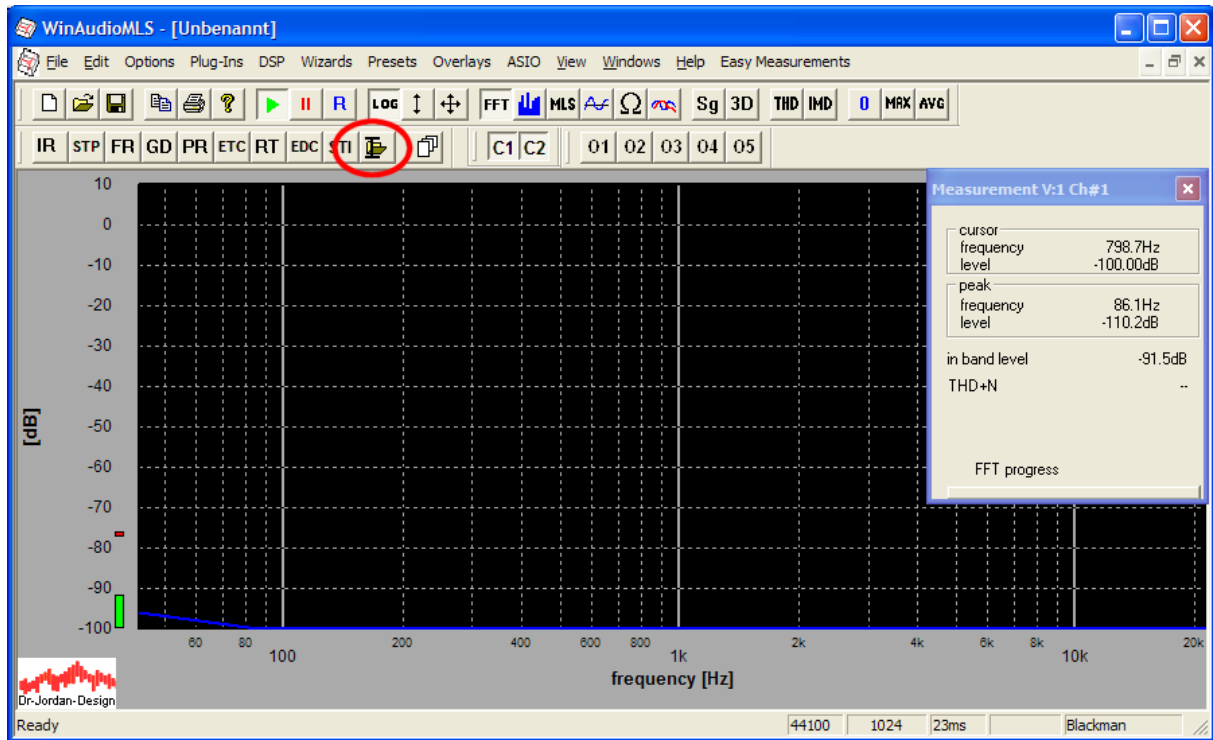 WinAudioMLS - [Unbenannt]
File Edit Options Plug-Ins DSP Wizards Presets Overlays ASIO View Windows Help Easy Measurements
R LOG FFT MLS Ω Sg 3D THD IMD 0 MAX AVG
IR STP FR GD PR ETC RT EDC STI C1 C2 O1 O2 O3 O4 O5
Measurement V:1 Ch#1
cursor
frequency 798.7Hz
level -100.00dB
peak
frequency 86.1Hz
level -110.2dB
in band level -91.5dB
THD+N --
FFT progress
10
0
-10
-20
-30
-40
-50
-60
-70
-80
-90
-100
[dB]
60 80 100 200 400 600 800 1k 2k 4k 6k 8k 10k 20k
frequency [Hz]
Dr-Jordan-Design
Ready 44100 1024 23ms Blackman